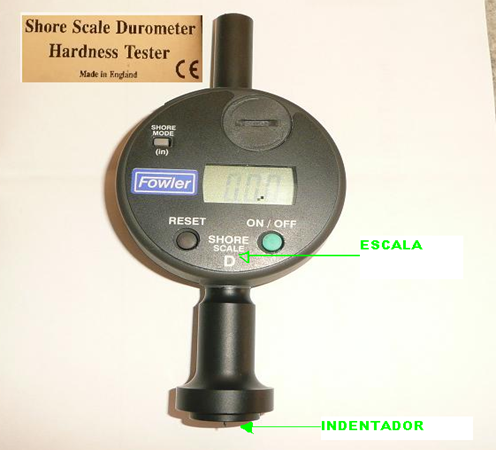 Shore Scale Durometer
Hardness Tester
Made in England
CE
SHORE
MODE
(in)
Fowler
00.0
RESET
ON / OFF
SHORE
SCALE
D
ESCALA
INDENTADOR